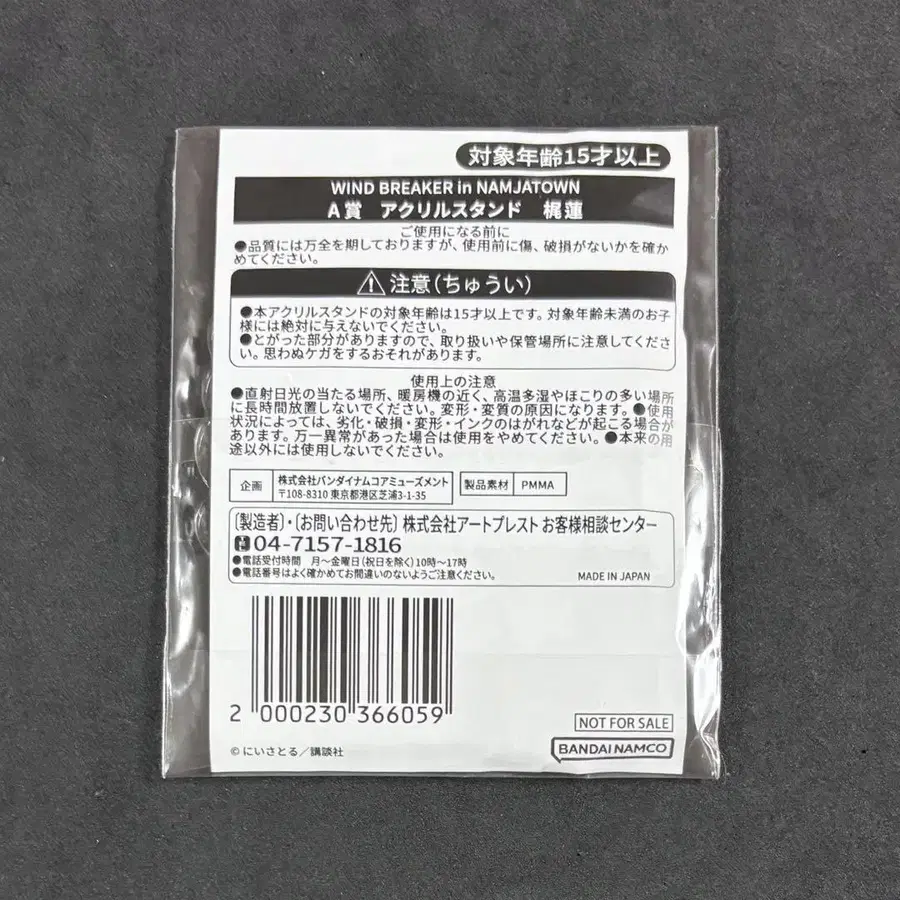 対象年齢15才以上
WIND BREAKER in NAMJATOWN
A賞 アクリルスタンド 梶蓮
ご使用になる前に
●品質には万全を期しておりますが、使用前に傷、破損がないかを確か
めてください。
注意(ちゅうい)
●本アクリルスタンドの対象年齢は15才以上です。対象年齢未満のお子
様には絶対に与えないでください。
●とがった部分がありますので、取り扱いや保管場所に注意してくださ
い。思わぬケガをするおそれがあります。
使用上の注意
●直射日光の当たる場所、暖房機の近く、高温多湿やほこりの多い場所
に長時間放置しないでください。変形・変質の原因になります。●使用
状況によっては、劣化・破損・変形・インクのはがれなどが起こる場合が
あります。万一異常があった場合は使用をやめてください。●本来の用
途以外には使用しないでください。
企画 株式会社バンダイナムコアミューズメント
〒108-8310 東京都港区芝浦3-1-35
製品素材 PMMA
〔製造者〕・〔お問い合わせ先〕株式会社アートプレスト お客様相談センター
04-7157-1816
●電話受付時間 月～金曜日(祝日を除く)10時～17時
●電話番号はよく確かめてお間違いのないようご注意ください。
MADE IN JAPAN
2 000230 366059
NOT FOR SALE
©にいさとる/講談社
BANDAI NAMCO